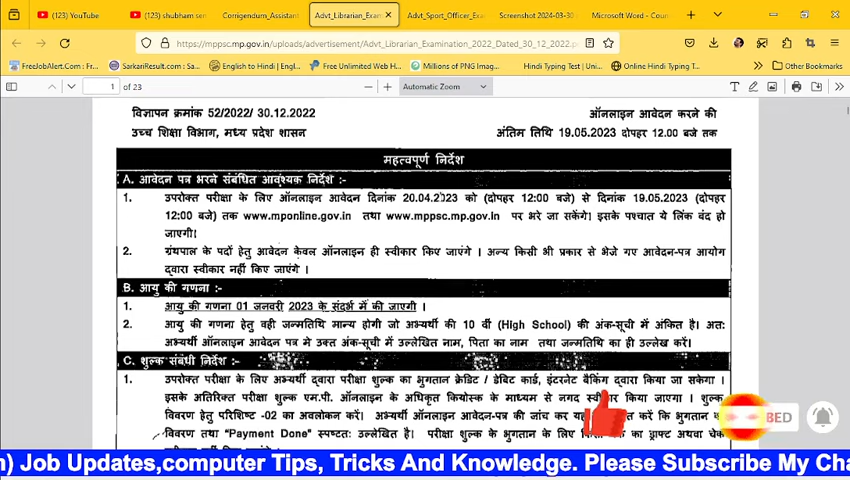 (123) YouTube
(123) shubham sen
Corrigendum_Assistant
Advt_Librarian_Exam
Advt_Sport_Officer_Exam
Screenshot 2024-03-30
Microsoft Word - Coun
https://mppsc.mp.gov.in/uploads/advertisement/Advt_Librarian_Examination_2022_Dated_30_12_2022.p
FreeJobAlert.Com : Fre
SarkariResult.com : Sa
English to Hindi | Engl
Free Unlimited Web H
Millions of PNG Imag
Hindi Typing Test | Uni
Online Hindi Typing T
Other Bookmarks
1 of 23
Automatic Zoom
विज्ञापन क्रमांक 52/2022/ 30.12.2022
ऑनलाइन आवेदन करने की
उच्च शिक्षा विभाग, मध्य प्रदेश शासन
अंतिम तिथि 19.05.2023 दोपहर 12.00 बजे तक
महत्वपूर्ण निर्देश
A. आवेदन पत्र भरने संबंधित आवश्यक निर्देश :-
1. उपरोक्त परीक्षा के लिए ऑनलाइन आवेदन दिनांक 20.04.2023 को (दोपहर 12:00 बजे) से दिनांक 19.05.2023 (दोपहर
12:00 बजे) तक www.mponline.gov.in तथा www.mppsc.mp.gov.in पर भरे जा सकेंगे। इसके पश्चात ये लिंक बंद हो
जाएगी।
2. ग्रंथपाल के पदों हेतु आवेदन केवल ऑनलाइन ही स्वीकार किए जाएंगे । अन्य किसी भी प्रकार से भेजे गए आवेदन-पत्र आयोग
द्वारा स्वीकार नहीं किए जाएंगे ।
B. आयु की गणना :-
1. आयु की गणना 01 जनवरी 2023 के संदर्भ में की जाएगी ।
2. आयु की गणना हेतु वही जन्मतिथि मान्य होगी जो अभ्यर्थी की 10 वीं (High School) की अंक-सूची में अंकित है। अतः
अभ्यर्थी ऑनलाइन आवेदन पत्र मे उक्त अंक-सूची में उल्लेखित नाम, पिता का नाम तथा जन्मतिथि का ही उल्लेख करें।
C. शुल्क संबंधी निर्देश :-
1. उपरोक्त परीक्षा के लिए अभ्यर्थी द्वारा परीक्षा शुल्क का भुगतान क्रेडिट / डेबिट कार्ड, इंटरनेट बैंकिंग द्वारा किया जा सकेगा ।
इसके अतिरिक्त परीक्षा शुल्क एम.पी. ऑनलाइन के अधिकृत कियोस्क के माध्यम से नगद स्वीकार किया जाएगा । शुल्क
विवरण हेतु परिशिष्ट -02 का अवलोकन करें। अभ्यर्थी ऑनलाइन आवेदन-पत्र की जांच कर करें कि भुगतान
विवरण तथा "Payment Done" स्पष्टतः उल्लेखित है। परीक्षा शुल्क के भुगतान के लिए का ड्राफ्ट अथवा चेक
BED
) Job Updates,computer Tips, Tricks And Knowledge. Please Subscribe My Cha